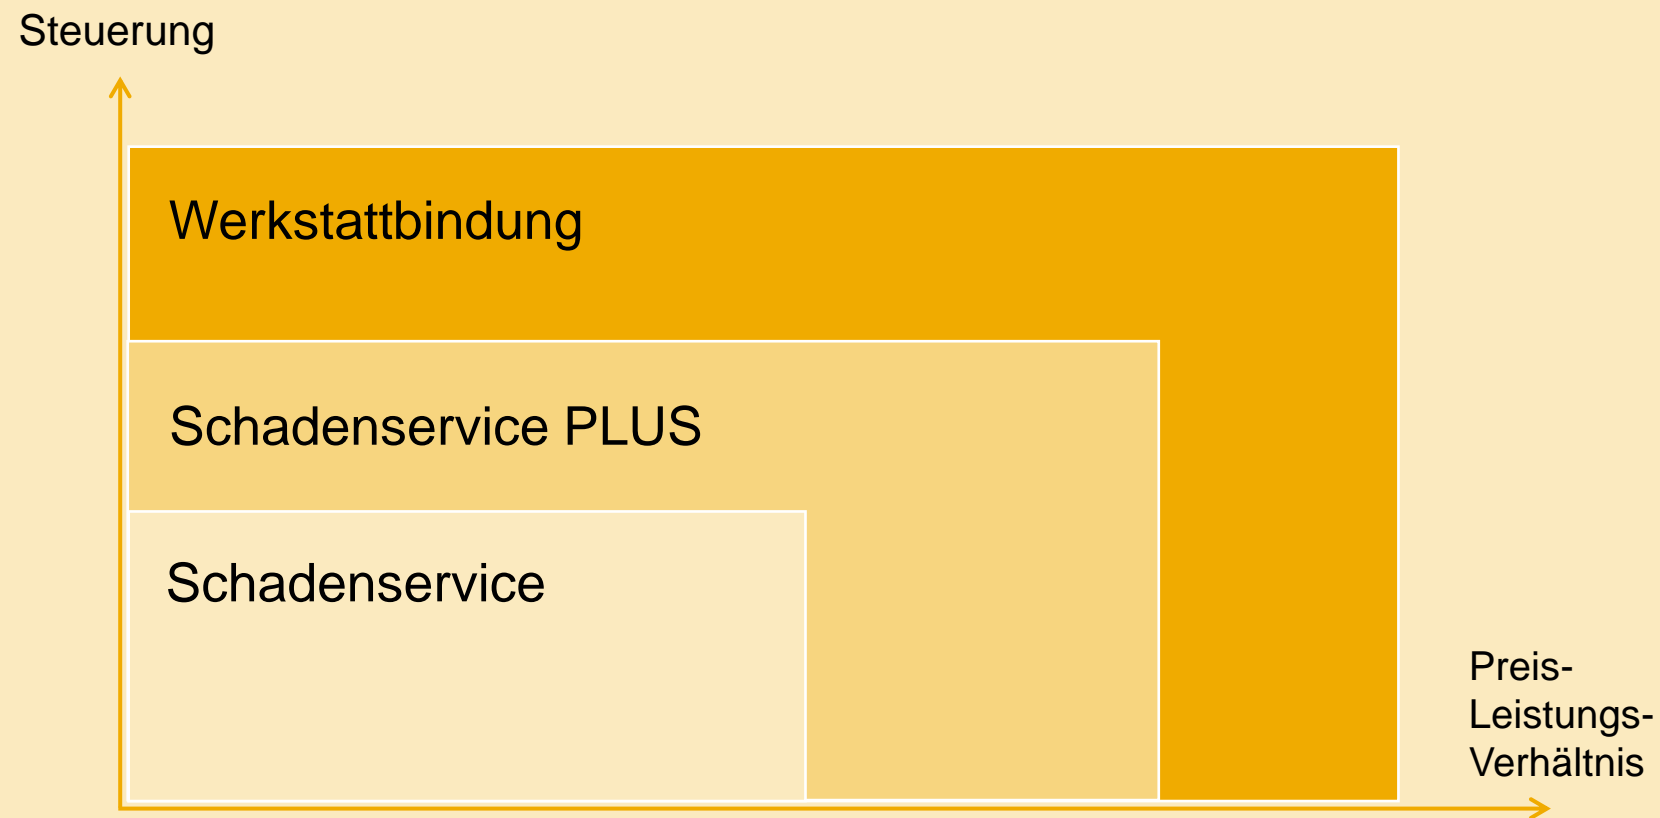 Steuerung
Werkstattbindung
Schadenservice PLUS
Schadenservice
Preis-
Leistungs-
Verhältnis